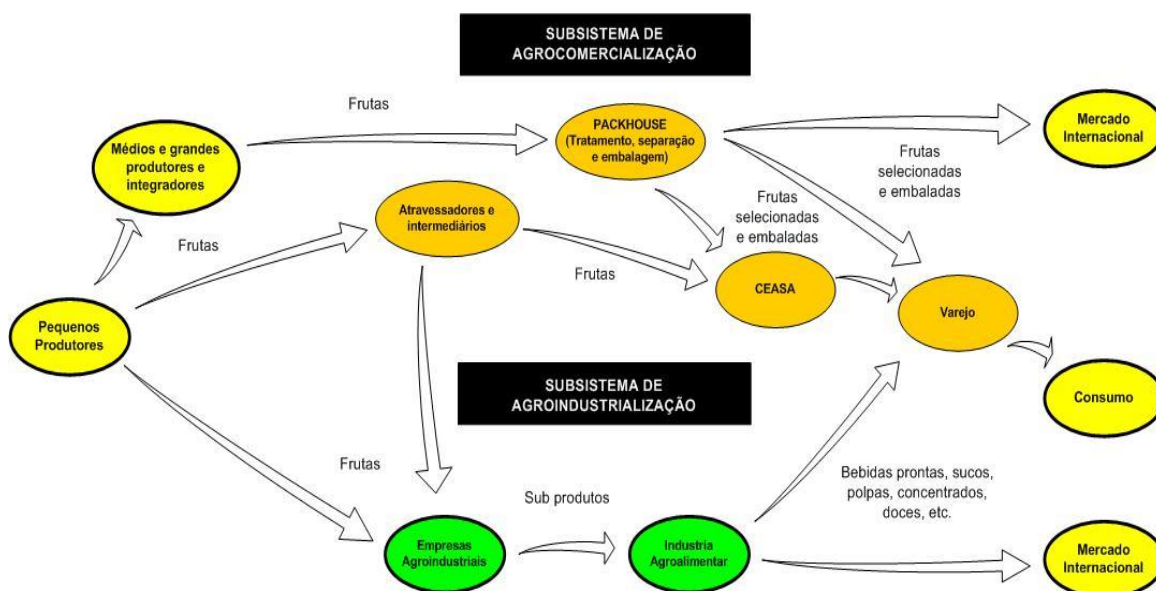 SUBSISTEMA DE
AGROCOMERCIALIZAÇÃO
Frutas
PACKHOUSE
(Tratamento, separação
e embalagem)
Mercado
Internacional
Médios e grandes
produtores e
integradores
Frutas
selecionadas
e embaladas
Atravessadores e
intermediários
Frutas
selecionadas
e embaladas
Frutas
Frutas
CEASA
Varejo
Pequenos
Produtores
SUBSISTEMA DE
AGROINDUSTRIALIZAÇÃO
Consumo
Frutas
Bebidas prontas, sucos,
polpas, concentrados,
doces, etc.
Sub produtos
Empresas
Agroindustriais
Industria
Agroalimentar
Mercado
Internacional